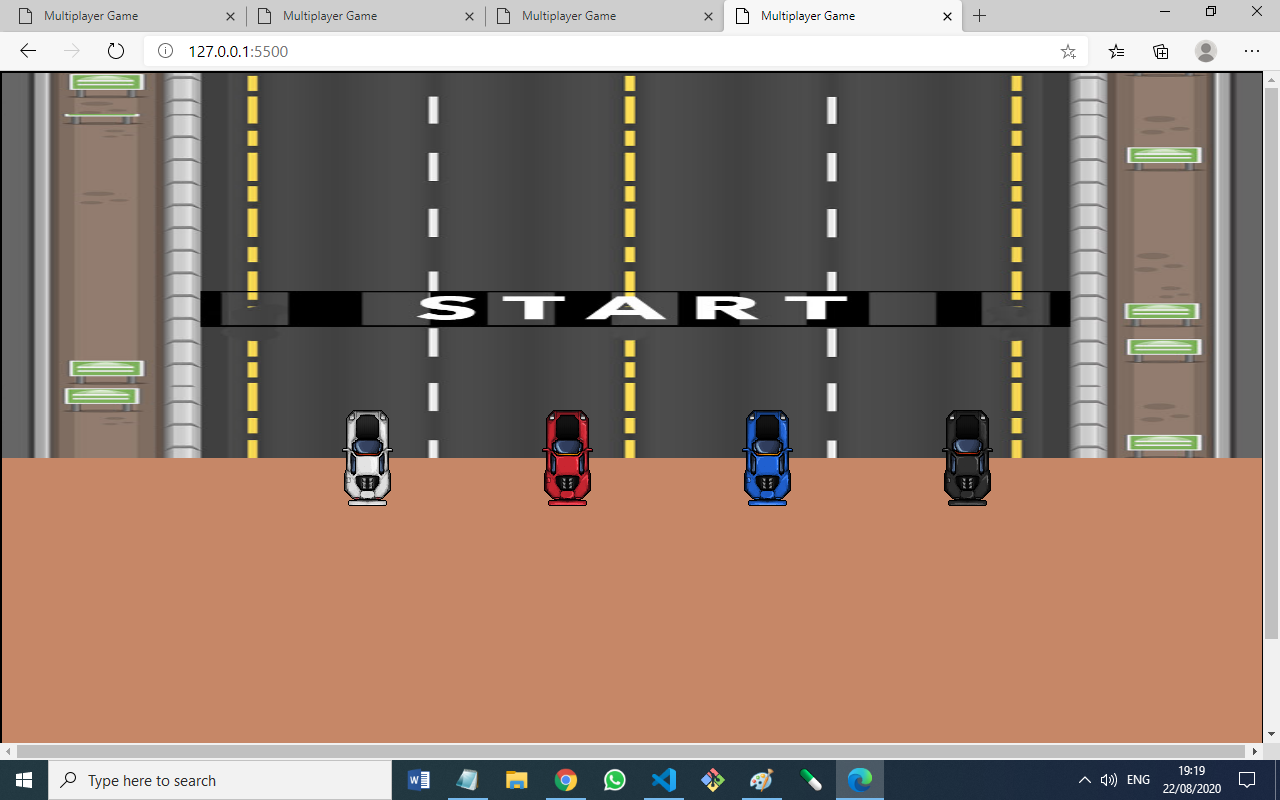 Multiplayer Game
Multiplayer Game
Multiplayer Game
Multiplayer Game
127.0.0.1:5500
START
Type here to search
ENG
19:19
22/08/2020